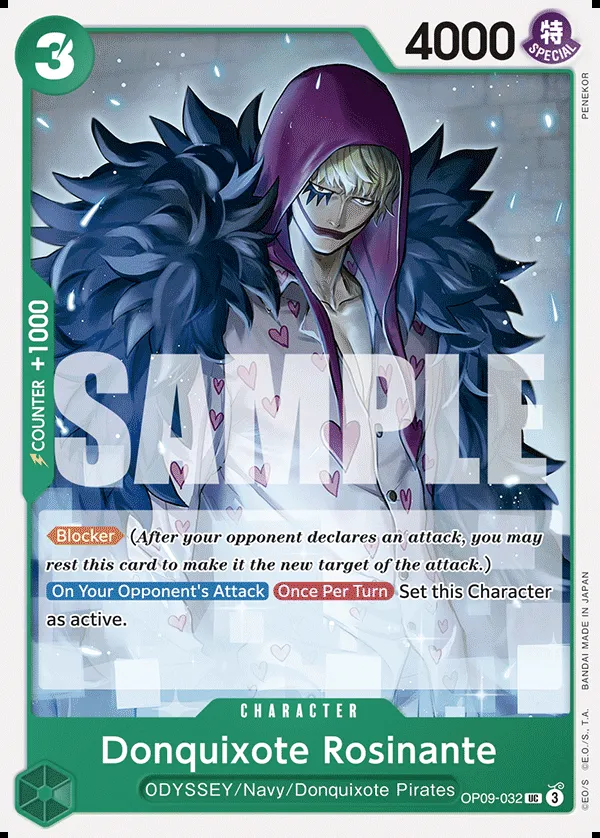 3
4000
特
SPECIAL
PENEKOR
COUNTER +1000
SAMPLE
Blocker (After your opponent declares an attack, you may
rest this card to make it the new target of the attack.)
On Your Opponent's Attack Once Per Turn Set this Character
as active.
BANDAI MADE IN JAPAN
©E/S ©E.O./S., T.A.
CHARACTER
Donquixote Rosinante
ODYSSEY/Navy/Donquixote Pirates
OP09-032 UC 3